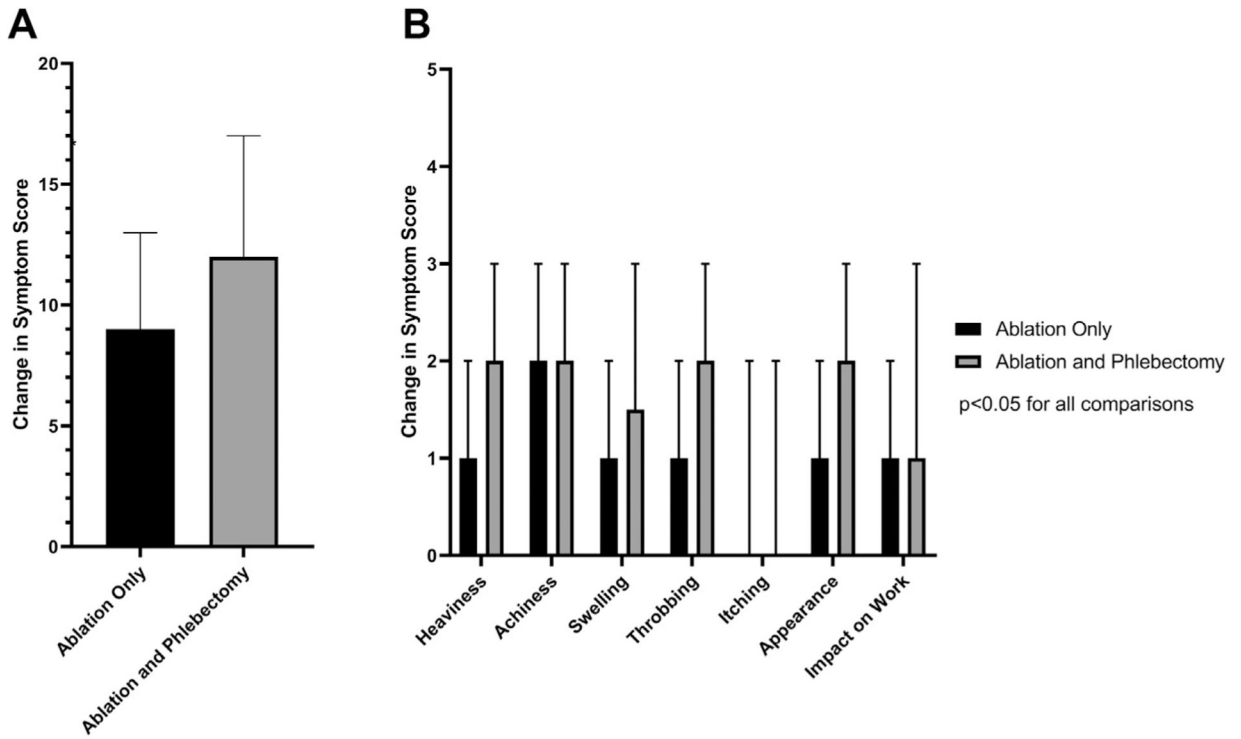 A
Change in Symptom Score
20
15
10
5
0
Ablation Only
Ablation and Phlebectomy
B
Change in Symptom Score
5
4
3
2
1
0
Heaviness
Achiness
Swelling
Throbbing
Itching
Appearance
Impact on Work
Ablation Only
Ablation and Phlebectomy
p<0.05 for all comparisons